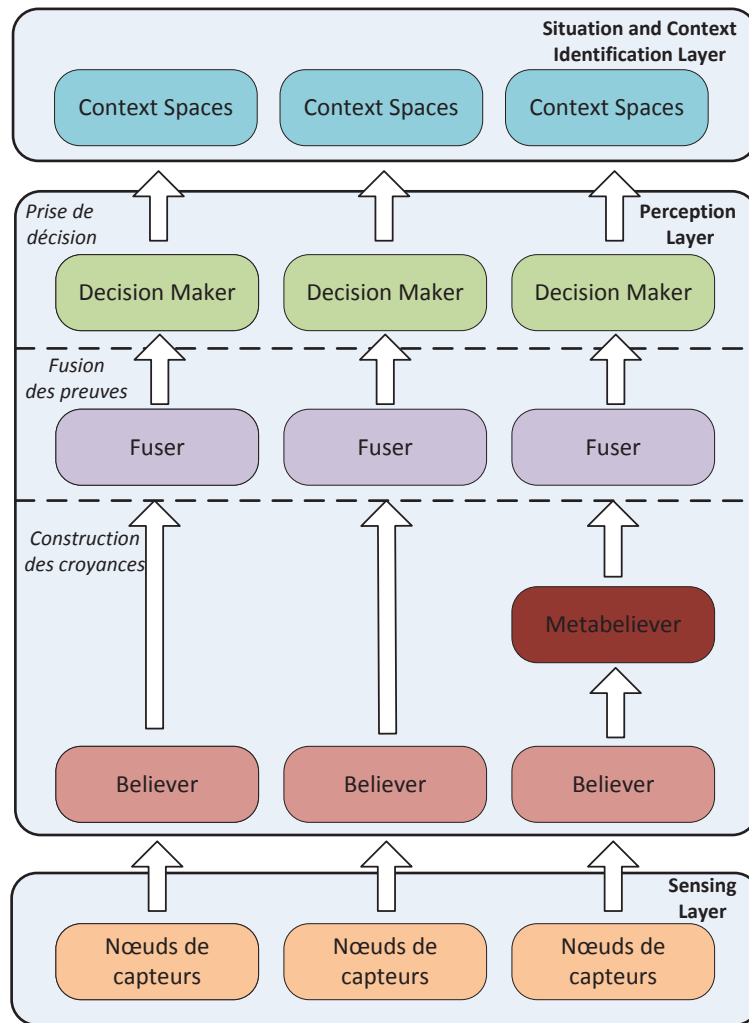 Situation and Context
Identification Layer
Context Spaces
Context Spaces
Context Spaces
Prise de
décision
Perception
Layer
Decision Maker
Decision Maker
Decision Maker
Fusion
des preuves
Fuser
Fuser
Fuser
Construction
des croyances
Metabeliever
Believer
Believer
Believer
Sensing
Layer
Nœuds de
capteurs
Nœuds de
capteurs
Nœuds de
capteurs